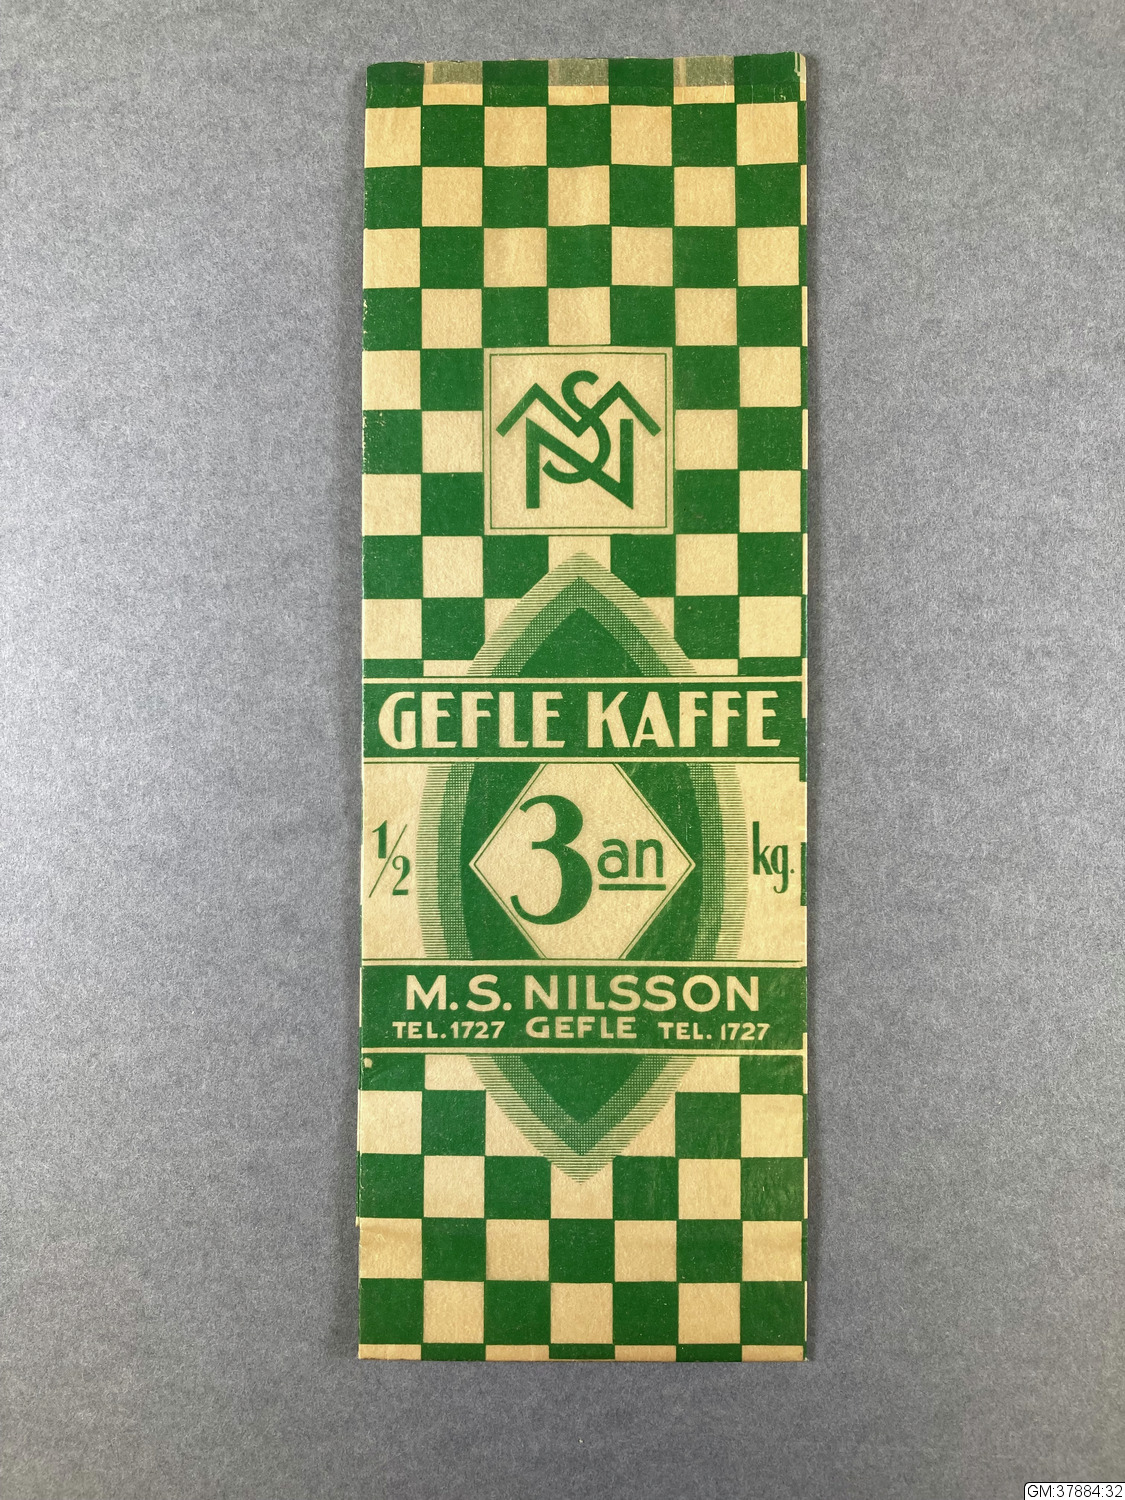 MSN
GEFLE KAFFE
1/2 3an kg.
M.S. NILSSON
TEL. 1727 GEFLE TEL. 1727
GM:37884:32